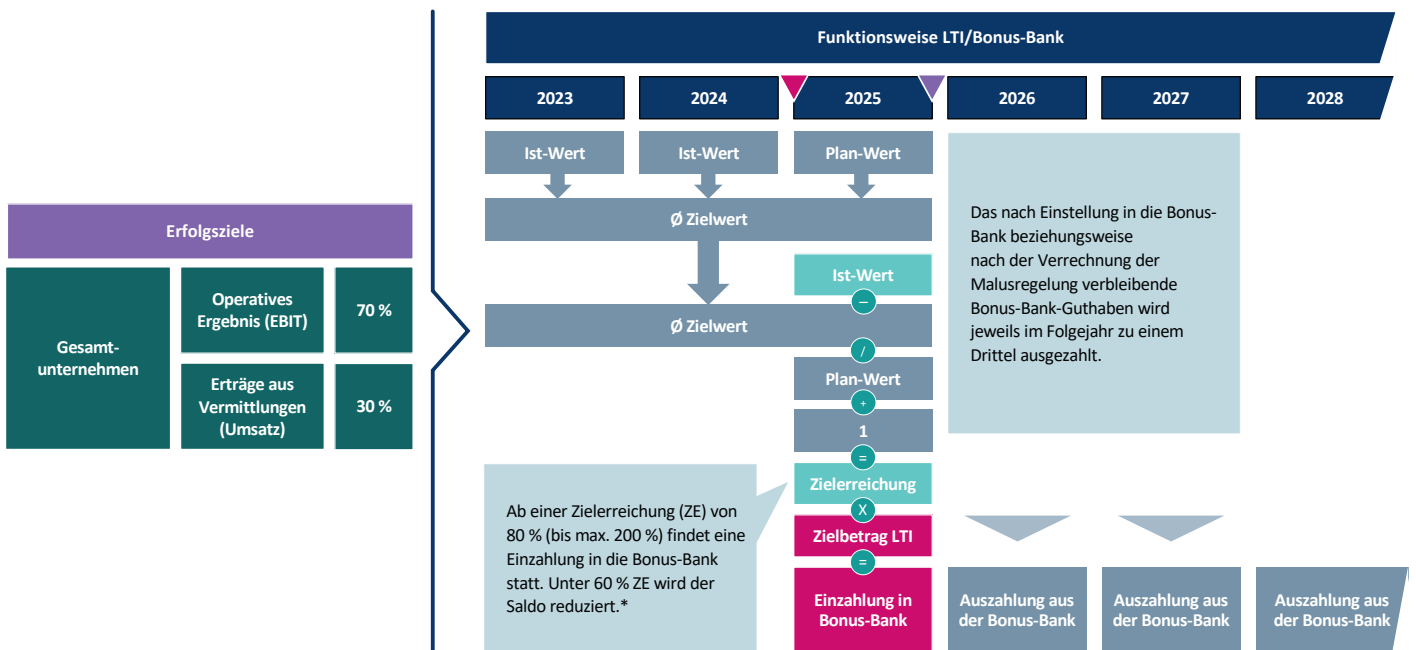 Funktionsweise LTI/Bonus-Bank
2023
2024
2025
2026
2027
2028
Ist-Wert
Ist-Wert
Plan-Wert
Ø Zielwert
Ist-Wert
–
Ø Zielwert
/
Plan-Wert
+
1
=
Zielerreichung
X
Zielbetrag LTI
=
Einzahlung in
Bonus-Bank
Erfolgsziele
Gesamt-
unternehmen
Operatives
Ergebnis (EBIT)
70 %
Erträge aus
Vermittlungen
(Umsatz)
30 %
Ab einer Zielerreichung (ZE) von
80 % (bis max. 200 %) findet eine
Einzahlung in die Bonus-Bank
statt. Unter 60 % ZE wird der
Saldo reduziert.*
Das nach Einstellung in die Bonus-
Bank beziehungsweise
nach der Verrechnung der
Malusregelung verbleibende
Bonus-Bank-Guthaben wird
jeweils im Folgejahr zu einem
Drittel ausgezahlt.
Auszahlung aus
der Bonus-Bank
Auszahlung aus
der Bonus-Bank
Auszahlung aus
der Bonus-Bank